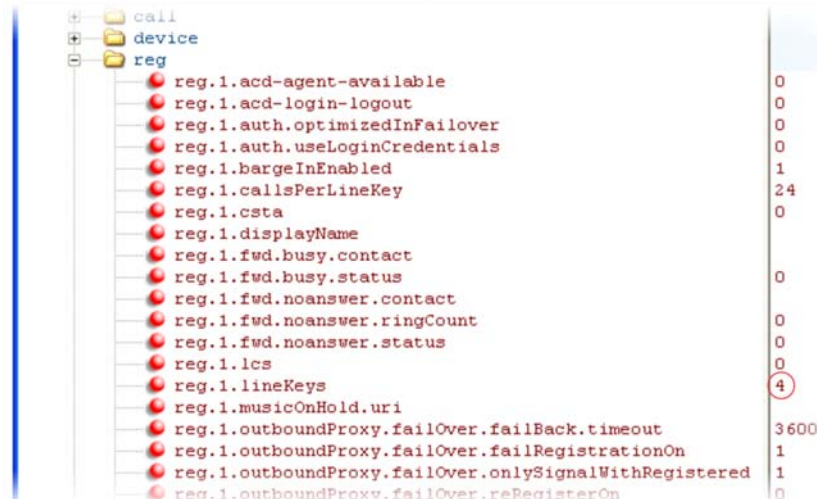 call
device
reg
reg.1.acd-agent-available 0
reg.1.acd-login-logout 0
reg.1.auth.optimizedInFailover 0
reg.1.auth.useLoginCredentials 0
reg.1.bargeInEnabled 1
reg.1.callsPerLineKey 24
reg.1.csta 0
reg.1.displayName
reg.1.fwd.busy.contact
reg.1.fwd.busy.status 0
reg.1.fwd.noanswer.contact
reg.1.fwd.noanswer.ringCount 0
reg.1.fwd.noanswer.status 0
reg.1.lcs 0
reg.1.lineKeys 4
reg.1.musicOnHold.uri
reg.1.outboundProxy.failOver.failBack.timeout 3600
reg.1.outboundProxy.failOver.failRegistrationOn 1
reg.1.outboundProxy.failOver.onlySignalWithRegistered 1
reg.1.outboundProxy.failOver.reRegisterOn 0